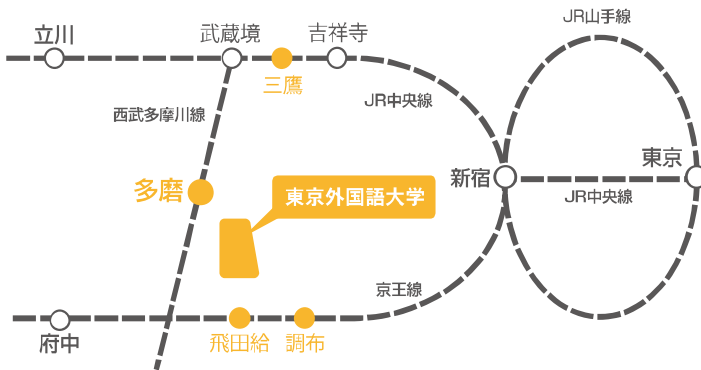 JR山手線
立川
武蔵境
吉祥寺
三鷹
JR中央線
西武多摩川線
東京
新宿
多磨
東京外国語大学
JR中央線
京王線
府中
飛田給
調布